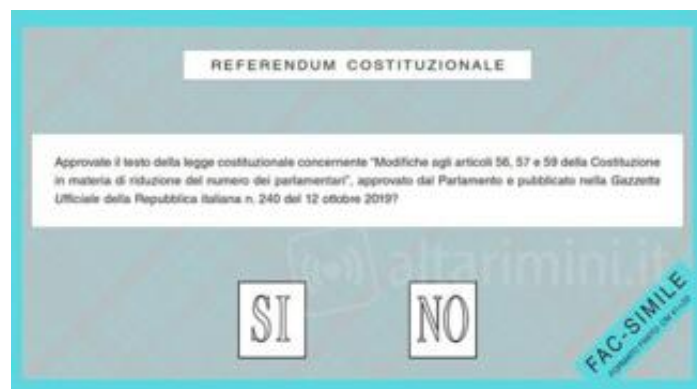 REFERENDUM COSTITUZIONALE
Approvate il testo della legge costituzionale concernente "Modifiche agli articoli 56, 57 e 59 della Costituzione
in materia di riduzione del numero dei parlamentari", approvato dal Parlamento e pubblicato nella Gazzetta
Ufficiale della Repubblica italiana n. 240 del 12 ottobre 2019?
altarimini.it
SI
NO
FAC-SIMILE